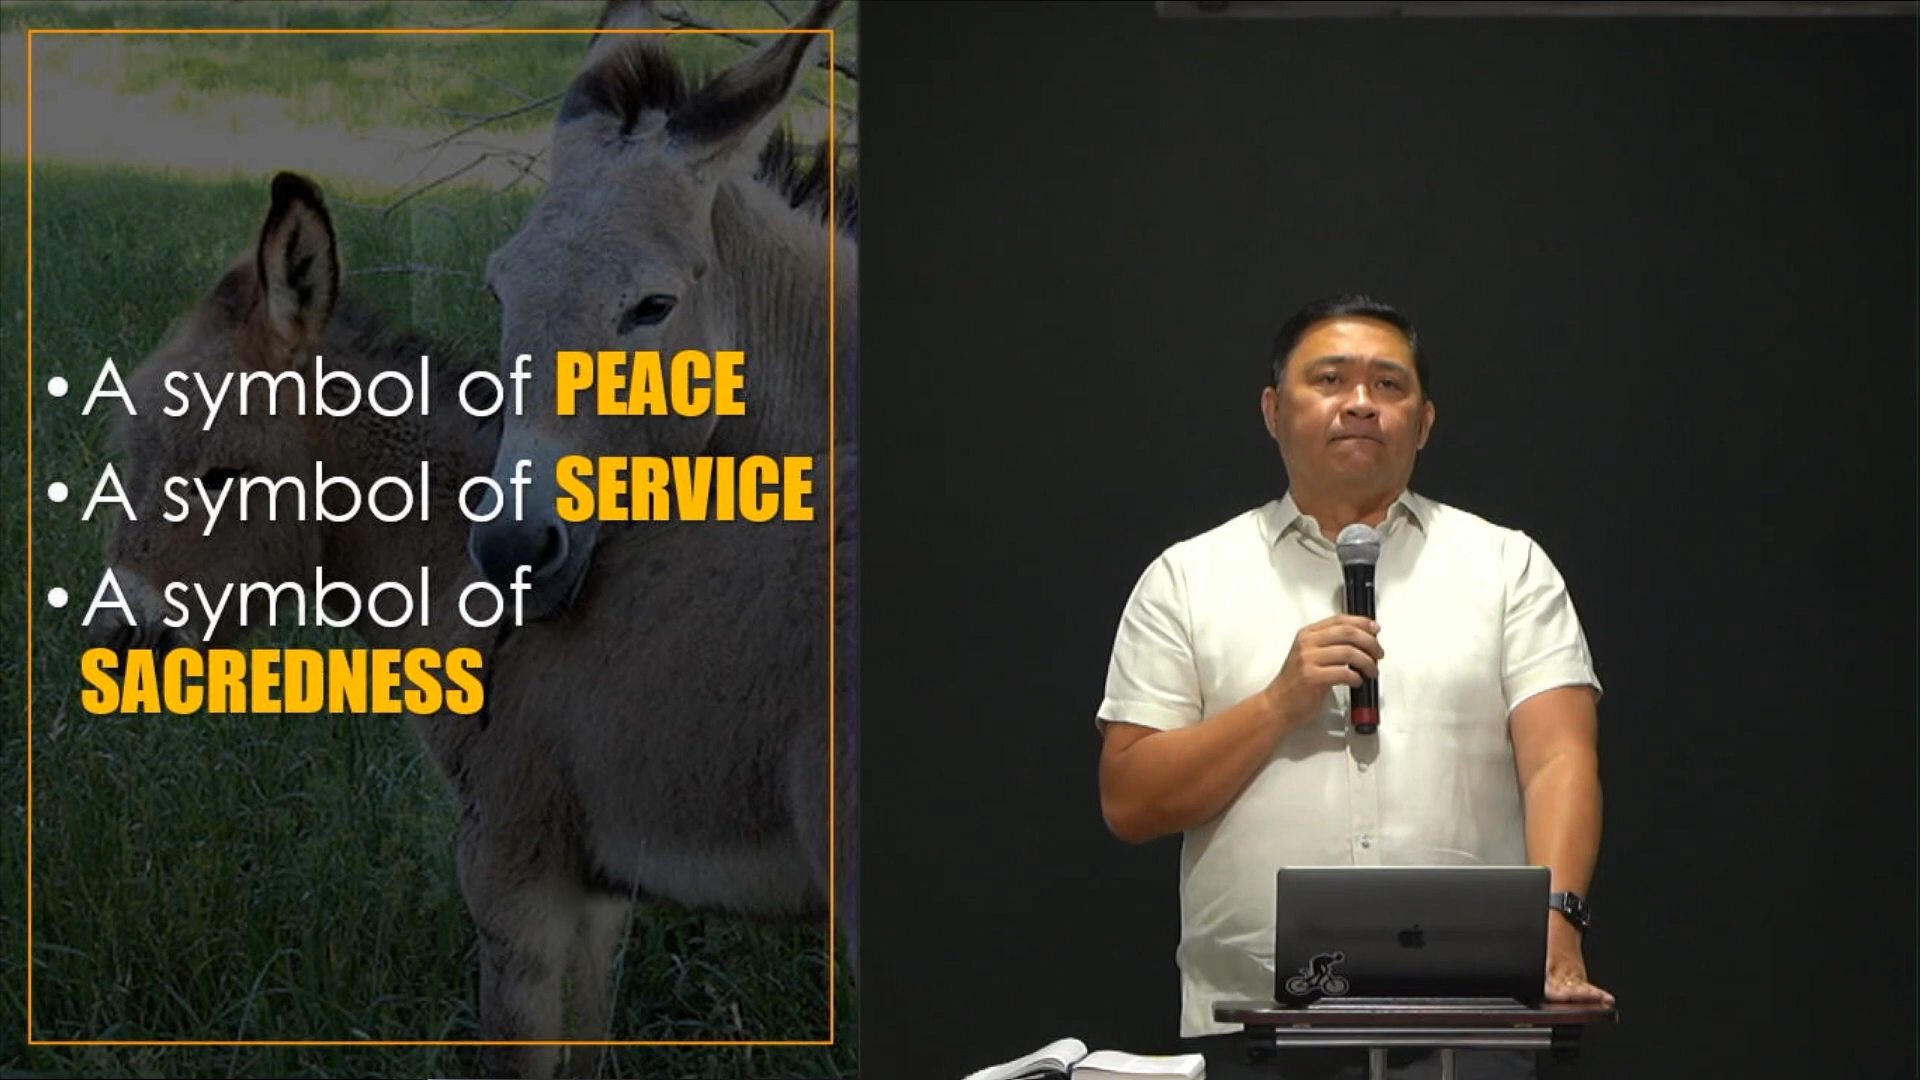 •A symbol of PEACE
•A symbol of SERVICE
•A symbol of
SACREDNESS